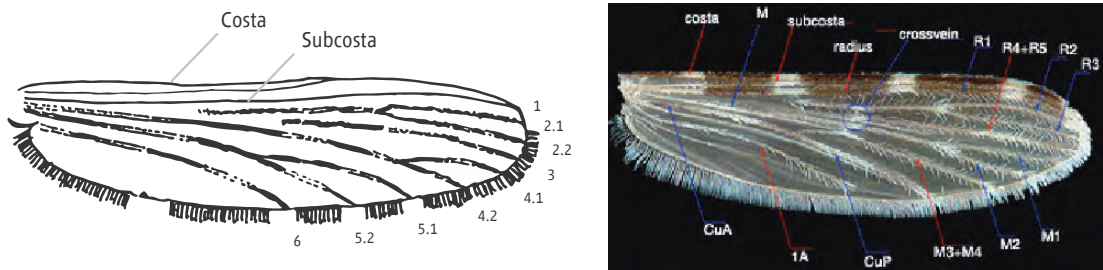 Costa
Subcosta
1
2.1
2.2
3
4.1
4.2
5.1
5.2
6
costa
M
subcosta
crossvein
radius
R1
R4+R5
R2
R3
CuA
1A
CuP
M3+M4
M2
M1